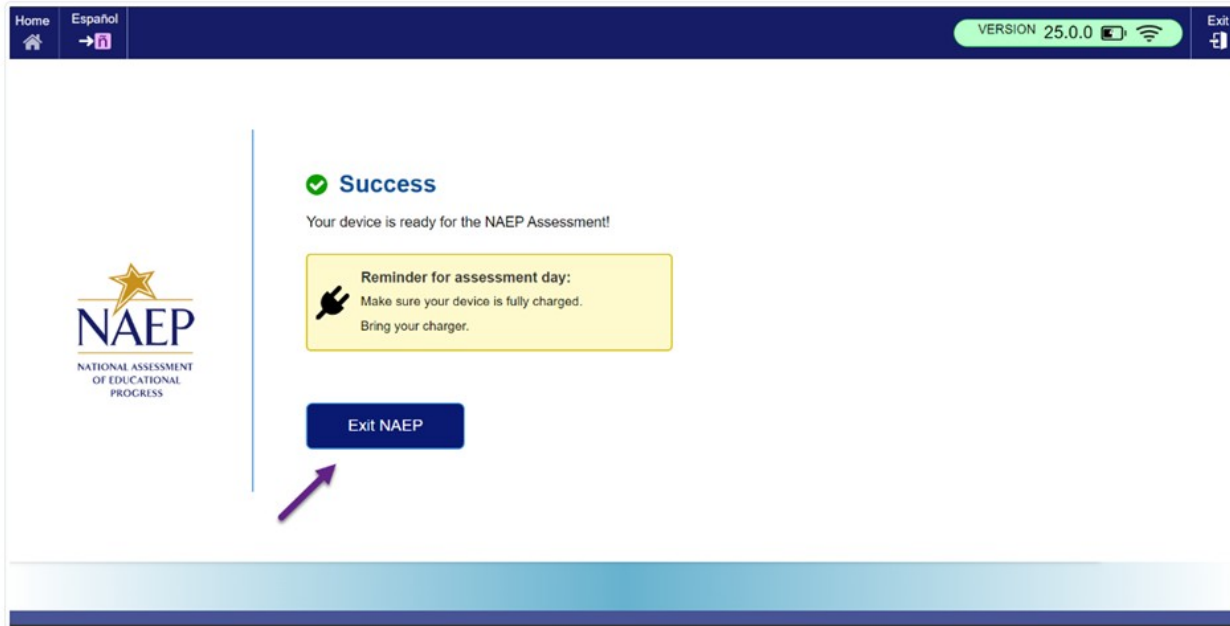 Home
Español
VERSION 25.0.0
Exit
ñ
Success
Your device is ready for the NAEP Assessment!
Reminder for assessment day:
Make sure your device is fully charged.
Bring your charger.
NAEP
NATIONAL ASSESSMENT
OF EDUCATIONAL
PROGRESS
Exit NAEP